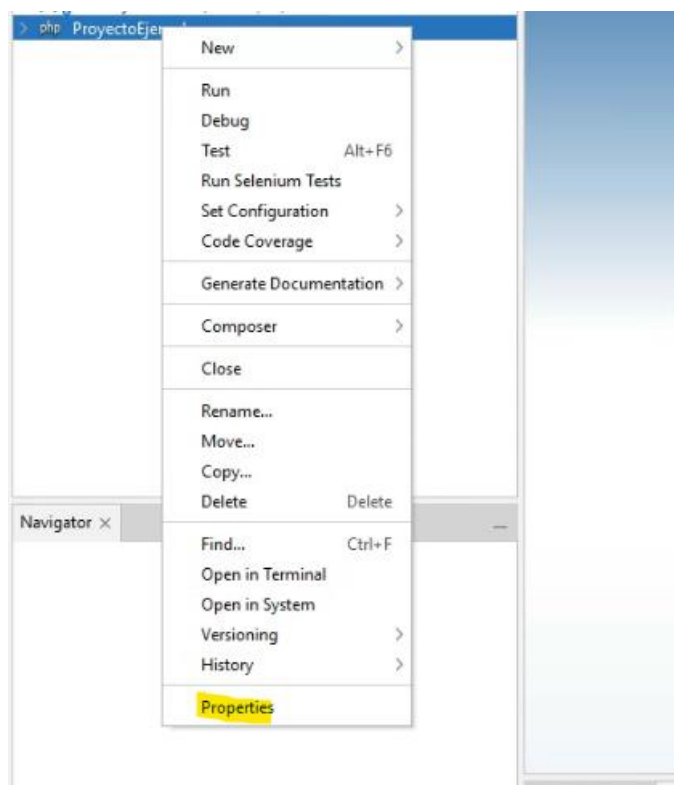 php
New
Run
Debug
Test Alt+F6
Run Selenium Tests
Set Configuration
Code Coverage
Generate Documentation
Composer
Close
Rename...
Move...
Copy...
Delete Delete
Navigator
Find... Ctrl+F
Open in Terminal
Open in System
Versioning
History
Properties